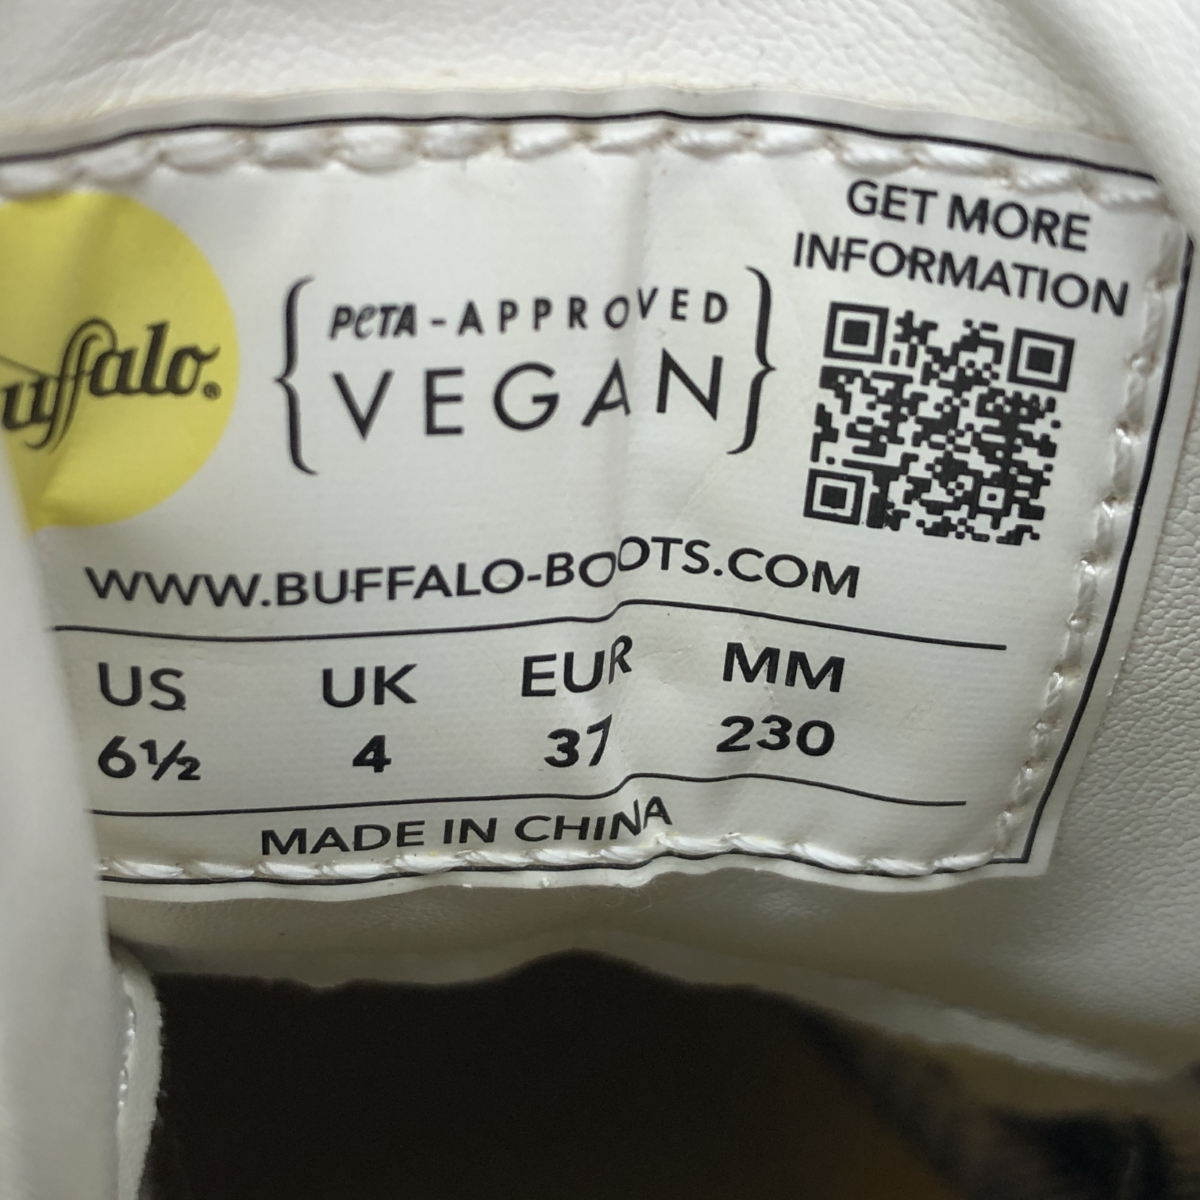 GET MORE
INFORMATION
uffalo®
{ PETA-APPROVED
VEGAN }
WWW.BUFFALO-BOOTS.COM
US UK EUR MM
6½ 4 37 230
MADE IN CHINA